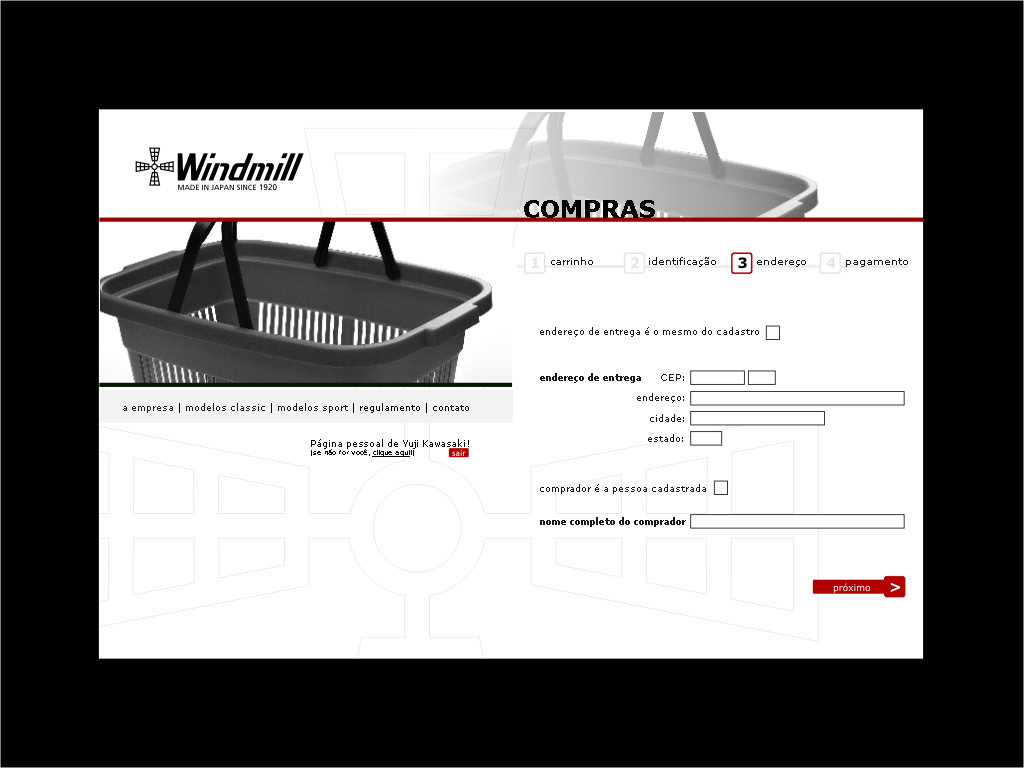 Windmill
MADE IN JAPAN SINCE 1920
COMPRAS
1 carrinho 2 identificação 3 endereço 4 pagamento
a empresa | modelos classic | modelos sport | regulamento | contato
Página pessoal de Yuji Kawasaki!
(se não for você, clique aqui!)
sair
endereço de entrega é o mesmo do cadastro
endereço de entrega CEP:
endereço:
cidade:
estado:
comprador é a pessoa cadastrada
nome completo do comprador
próximo >